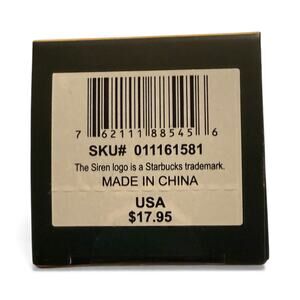 7 62111 88545 6
SKU# 011161581
The Siren logo is a Starbucks trademark.
MADE IN CHINA
USA
$17.95